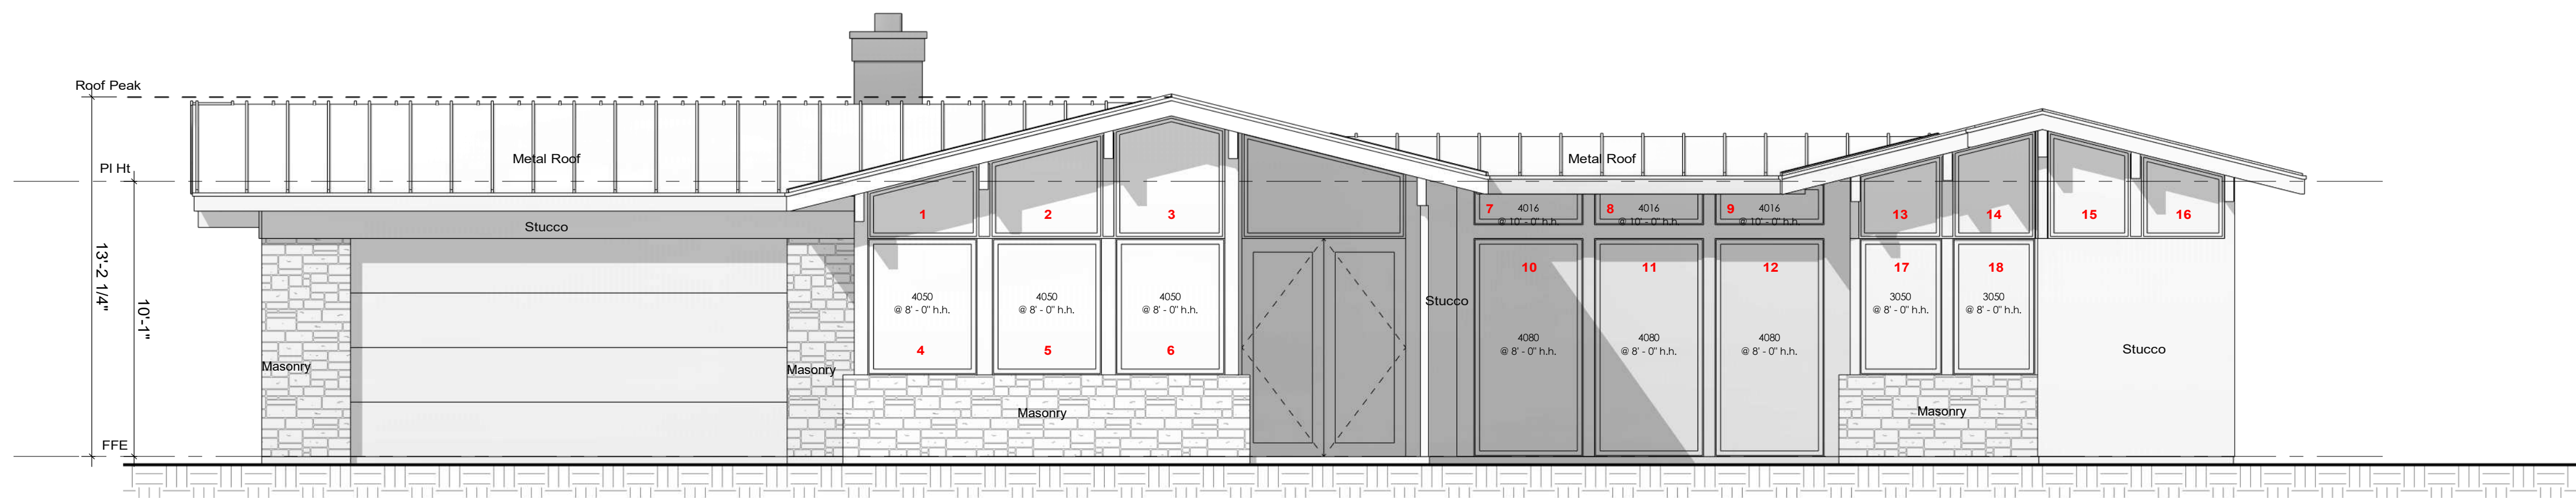 Roof Peak
Pl Ht
13'-2 1/4"
10'-1"
FFE
Metal Roof
Stucco
Masonry
Masonry
1
2
3
4050
@ 8' - 0" h.h.
4050
@ 8' - 0" h.h.
4050
@ 8' - 0" h.h.
4
5
6
Masonry
Stucco
Metal Roof
7
4016
@ 10' - 0" h.h.
8
4016
@ 10' - 0" h.h.
9
4016
@ 10' - 0" h.h.
10
11
12
4080
@ 8' - 0" h.h.
4080
@ 8' - 0" h.h.
4080
@ 8' - 0" h.h.
13
14
15
16
17
18
3050
@ 8' - 0" h.h.
3050
@ 8' - 0" h.h.
Masonry
Stucco